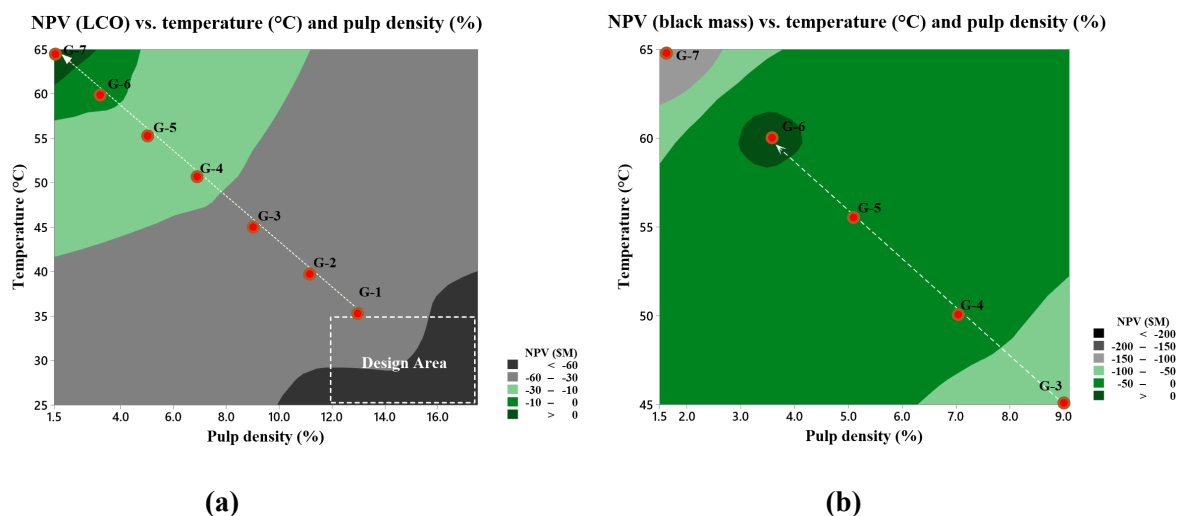 NPV (LCO) vs. temperature (°C) and pulp density (%)
65
60
55
50
45
40
35
30
25
Temperature (°C)
G-7
G-6
G-5
G-4
G-3
G-2
G-1
Design Area
1.5
4.0
6.0
8.0
10.0
12.0
14.0
16.0
Pulp density (%)
NPV ($M)
< -60
-60 – -30
-30 – -10
-10 – 0
> 0
(a)
NPV (black mass) vs. temperature (°C) and pulp density (%)
65
60
55
50
45
Temperature (°C)
G-7
G-6
G-5
G-4
G-3
1.5
2.0
3.0
4.0
5.0
6.0
7.0
8.0
9.0
Pulp density (%)
NPV ($M)
< -200
-200 – -150
-150 – -100
-100 – -50
-50 – 0
> 0
(b)